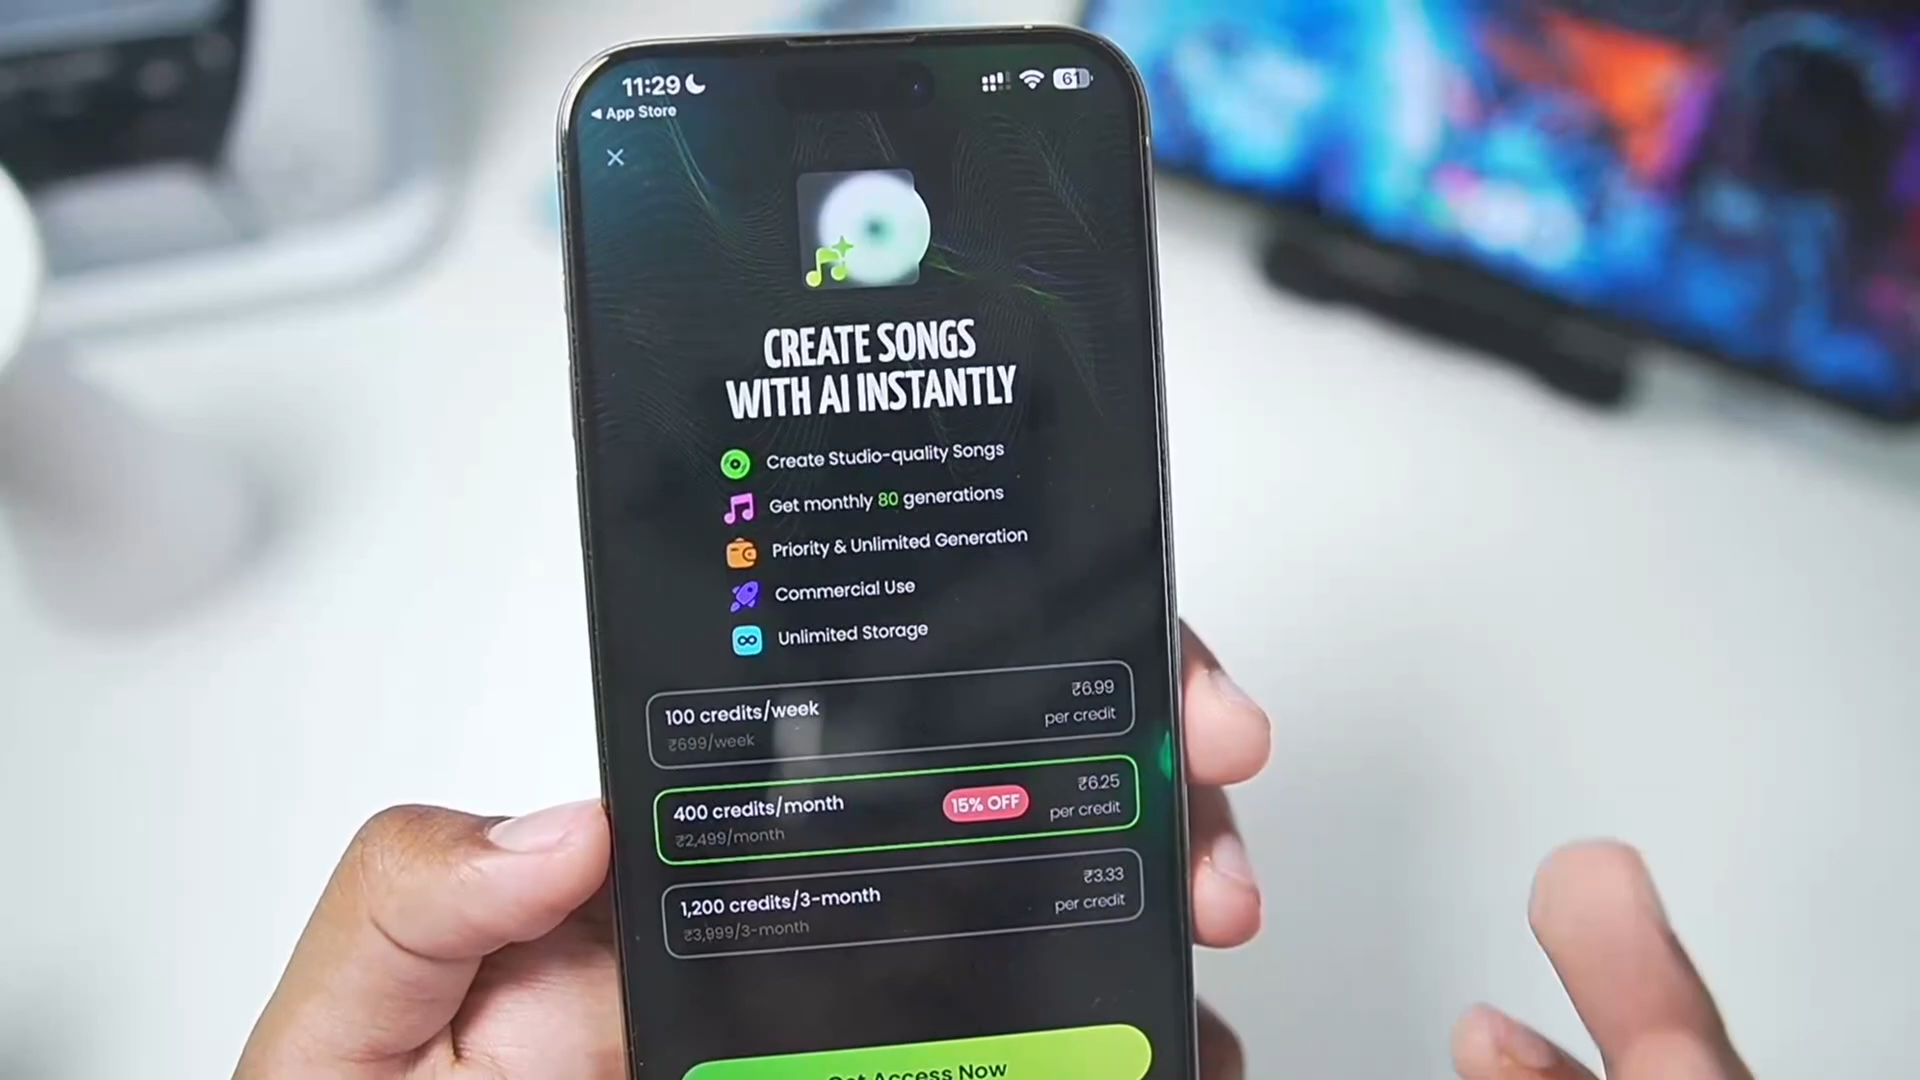 11:29
61
App Store
CREATE SONGS
WITH AI INSTANTLY
Create Studio-quality Songs
Get monthly 80 generations
Priority & Unlimited Generation
Commercial Use
Unlimited Storage
100 credits/week
₹699/week
₹6.99
per credit
400 credits/month
₹2,499/month
15% OFF
₹6.25
per credit
1,200 credits/3-month
₹3,999/3-month
₹3.33
per credit
Get Access Now